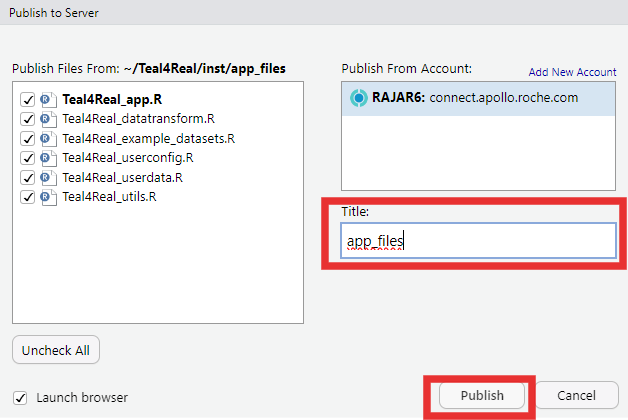 Publish to Server
Publish Files From: ~/Teal4Real/inst/app_files
Teal4Real_app.R
Teal4Real_datatransform.R
Teal4Real_example_datasets.R
Teal4Real_userconfig.R
Teal4Real_userdata.R
Teal4Real_utils.R
Uncheck All
Launch browser
Publish From Account: Add New Account
RAJAR6: connect.apollo.roche.com
Title:
app_files
Publish Cancel